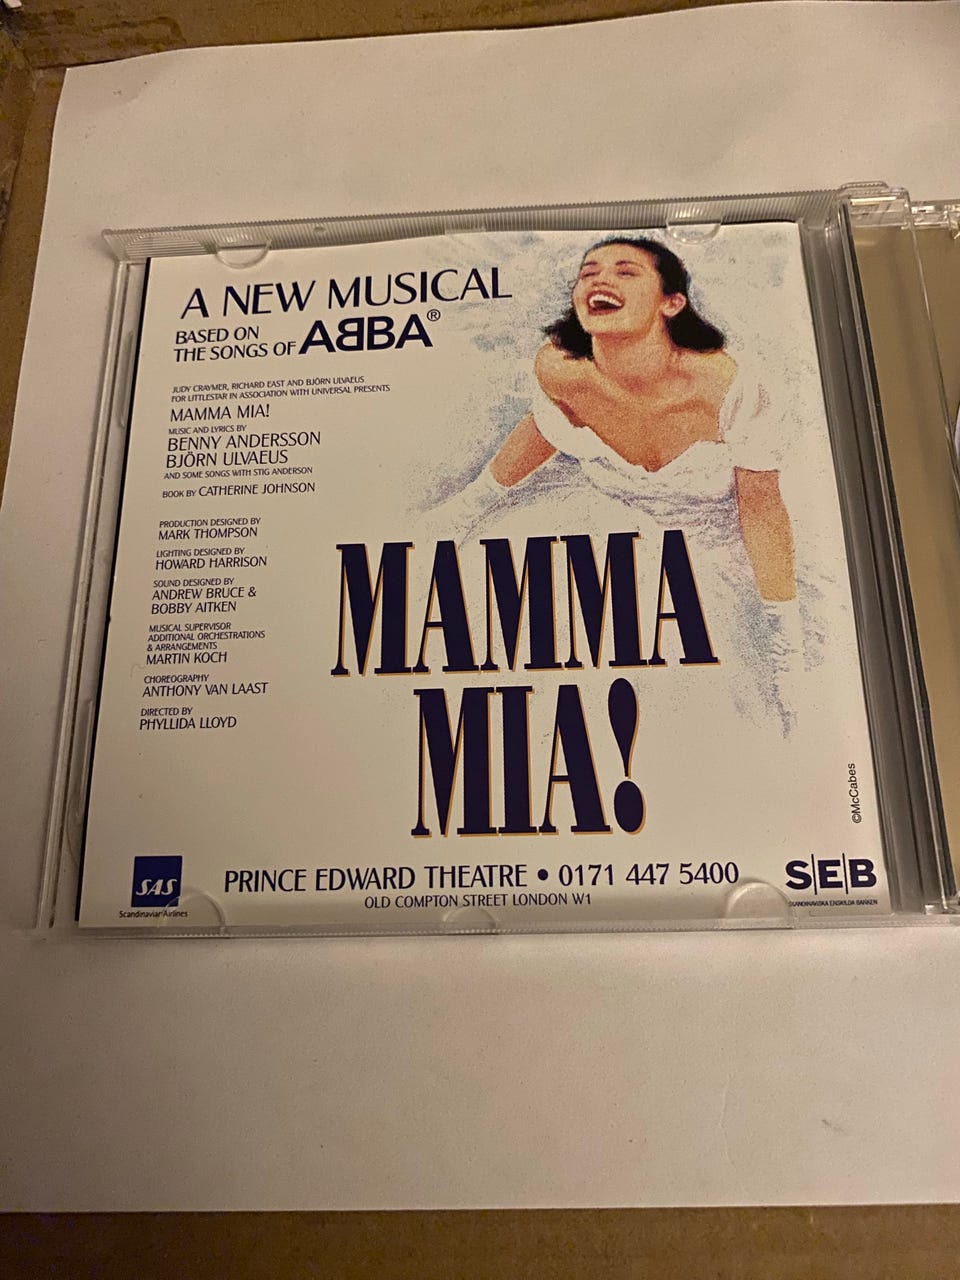 A NEW MUSICAL
BASED ON
THE SONGS OF ABBA®
JUDY CRAYMER, RICHARD EAST AND BJÖRN ULVAEUS
FOR LITTLESTAR IN ASSOCIATION WITH UNIVERSAL PRESENTS
MAMMA MIA!
MUSIC AND LYRICS BY
BENNY ANDERSSON
BJÖRN ULVAEUS
AND SOME SONGS WITH STIG ANDERSON
BOOK BY CATHERINE JOHNSON
PRODUCTION DESIGNED BY
MARK THOMPSON
LIGHTING DESIGNED BY
HOWARD HARRISON
SOUND DESIGNED BY
ANDREW BRUCE &
BOBBY AITKEN
MUSICAL SUPERVISOR
ADDITIONAL ORCHESTRATIONS
& ARRANGEMENTS
MARTIN KOCH
CHOREOGRAPHY
ANTHONY VAN LAAST
DIRECTED BY
PHYLLIDA LLOYD
MAMMA
MIA!
©McCabes
SAS
Scandinavian Airlines
PRINCE EDWARD THEATRE • 0171 447 5400
OLD COMPTON STREET LONDON W1
S|E|B
SKANDINAVISKA ENSKILDA BANKEN